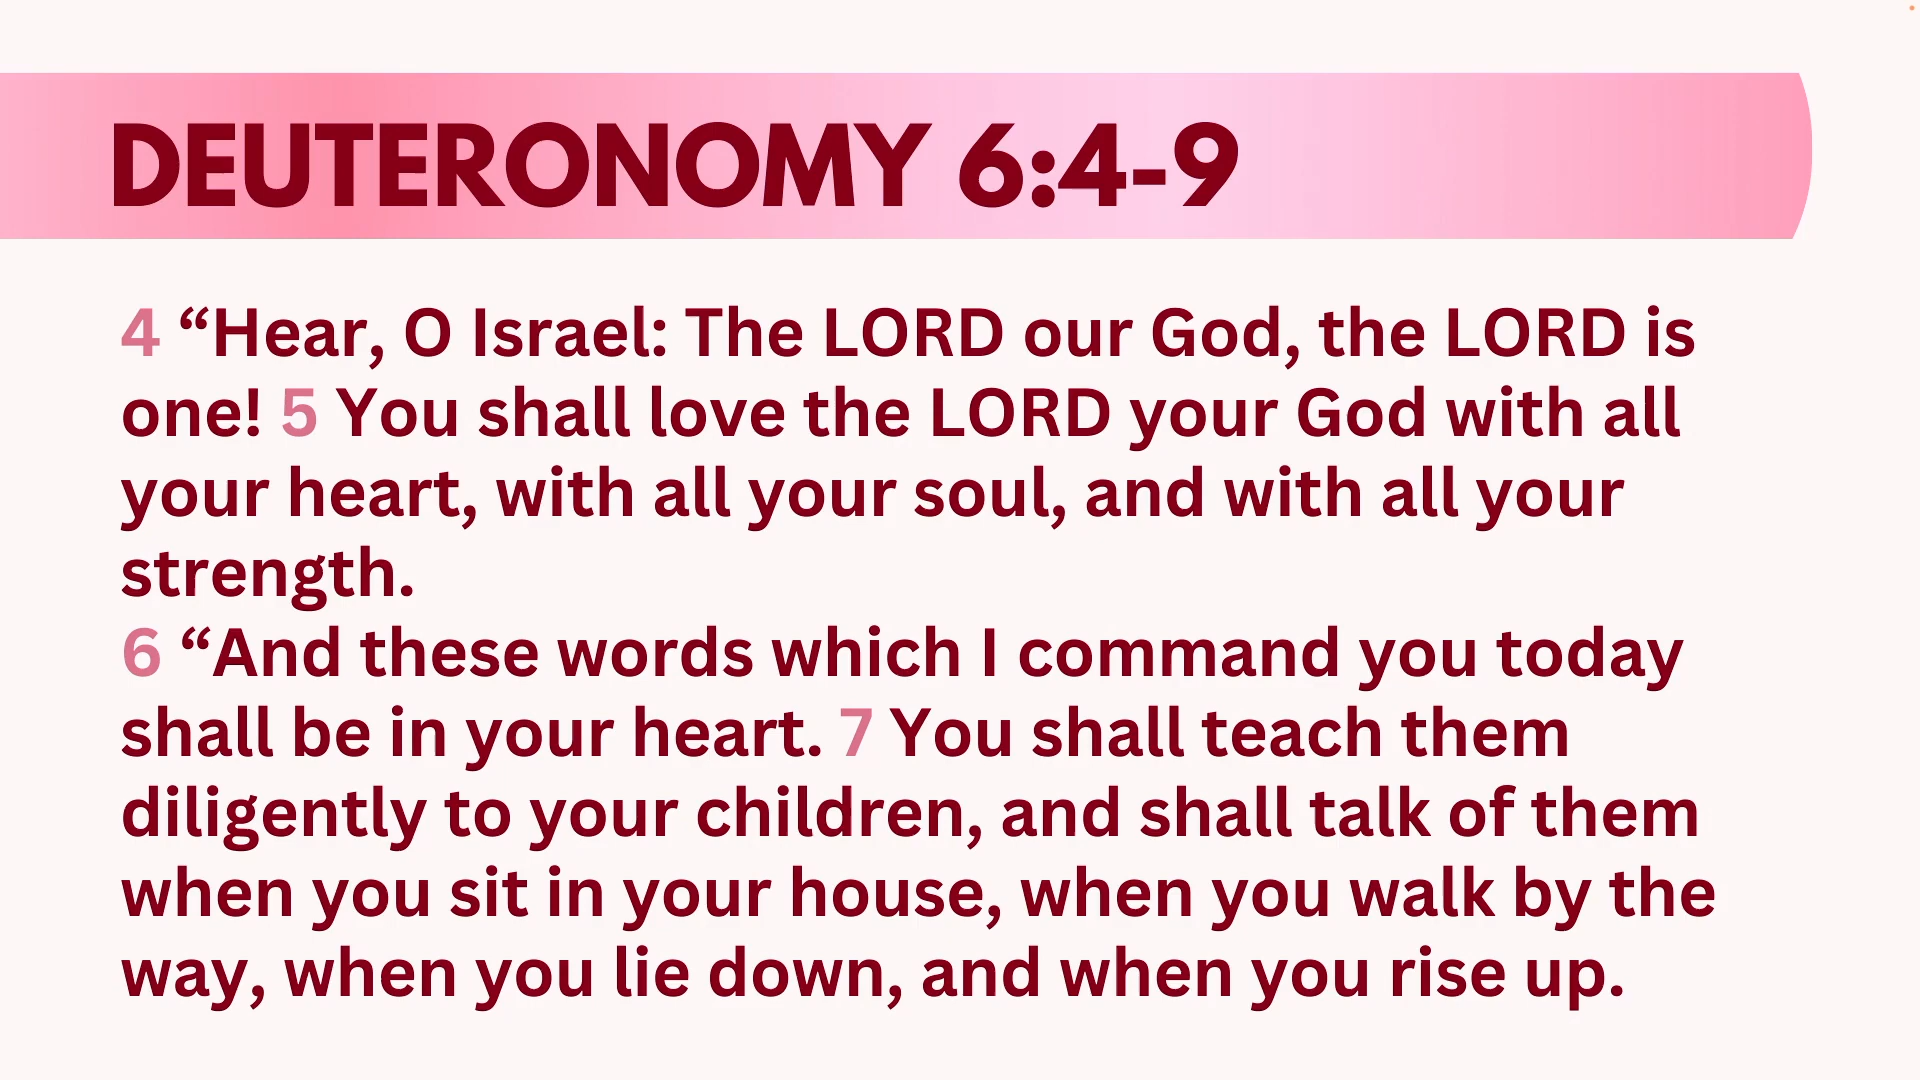 DEUTERONOMY 6:4-9
4 “Hear, O Israel: The LORD our God, the LORD is
one! 5 You shall love the LORD your God with all
your heart, with all your soul, and with all your
strength.
6 “And these words which I command you today
shall be in your heart. 7 You shall teach them
diligently to your children, and shall talk of them
when you sit in your house, when you walk by the
way, when you lie down, and when you rise up.